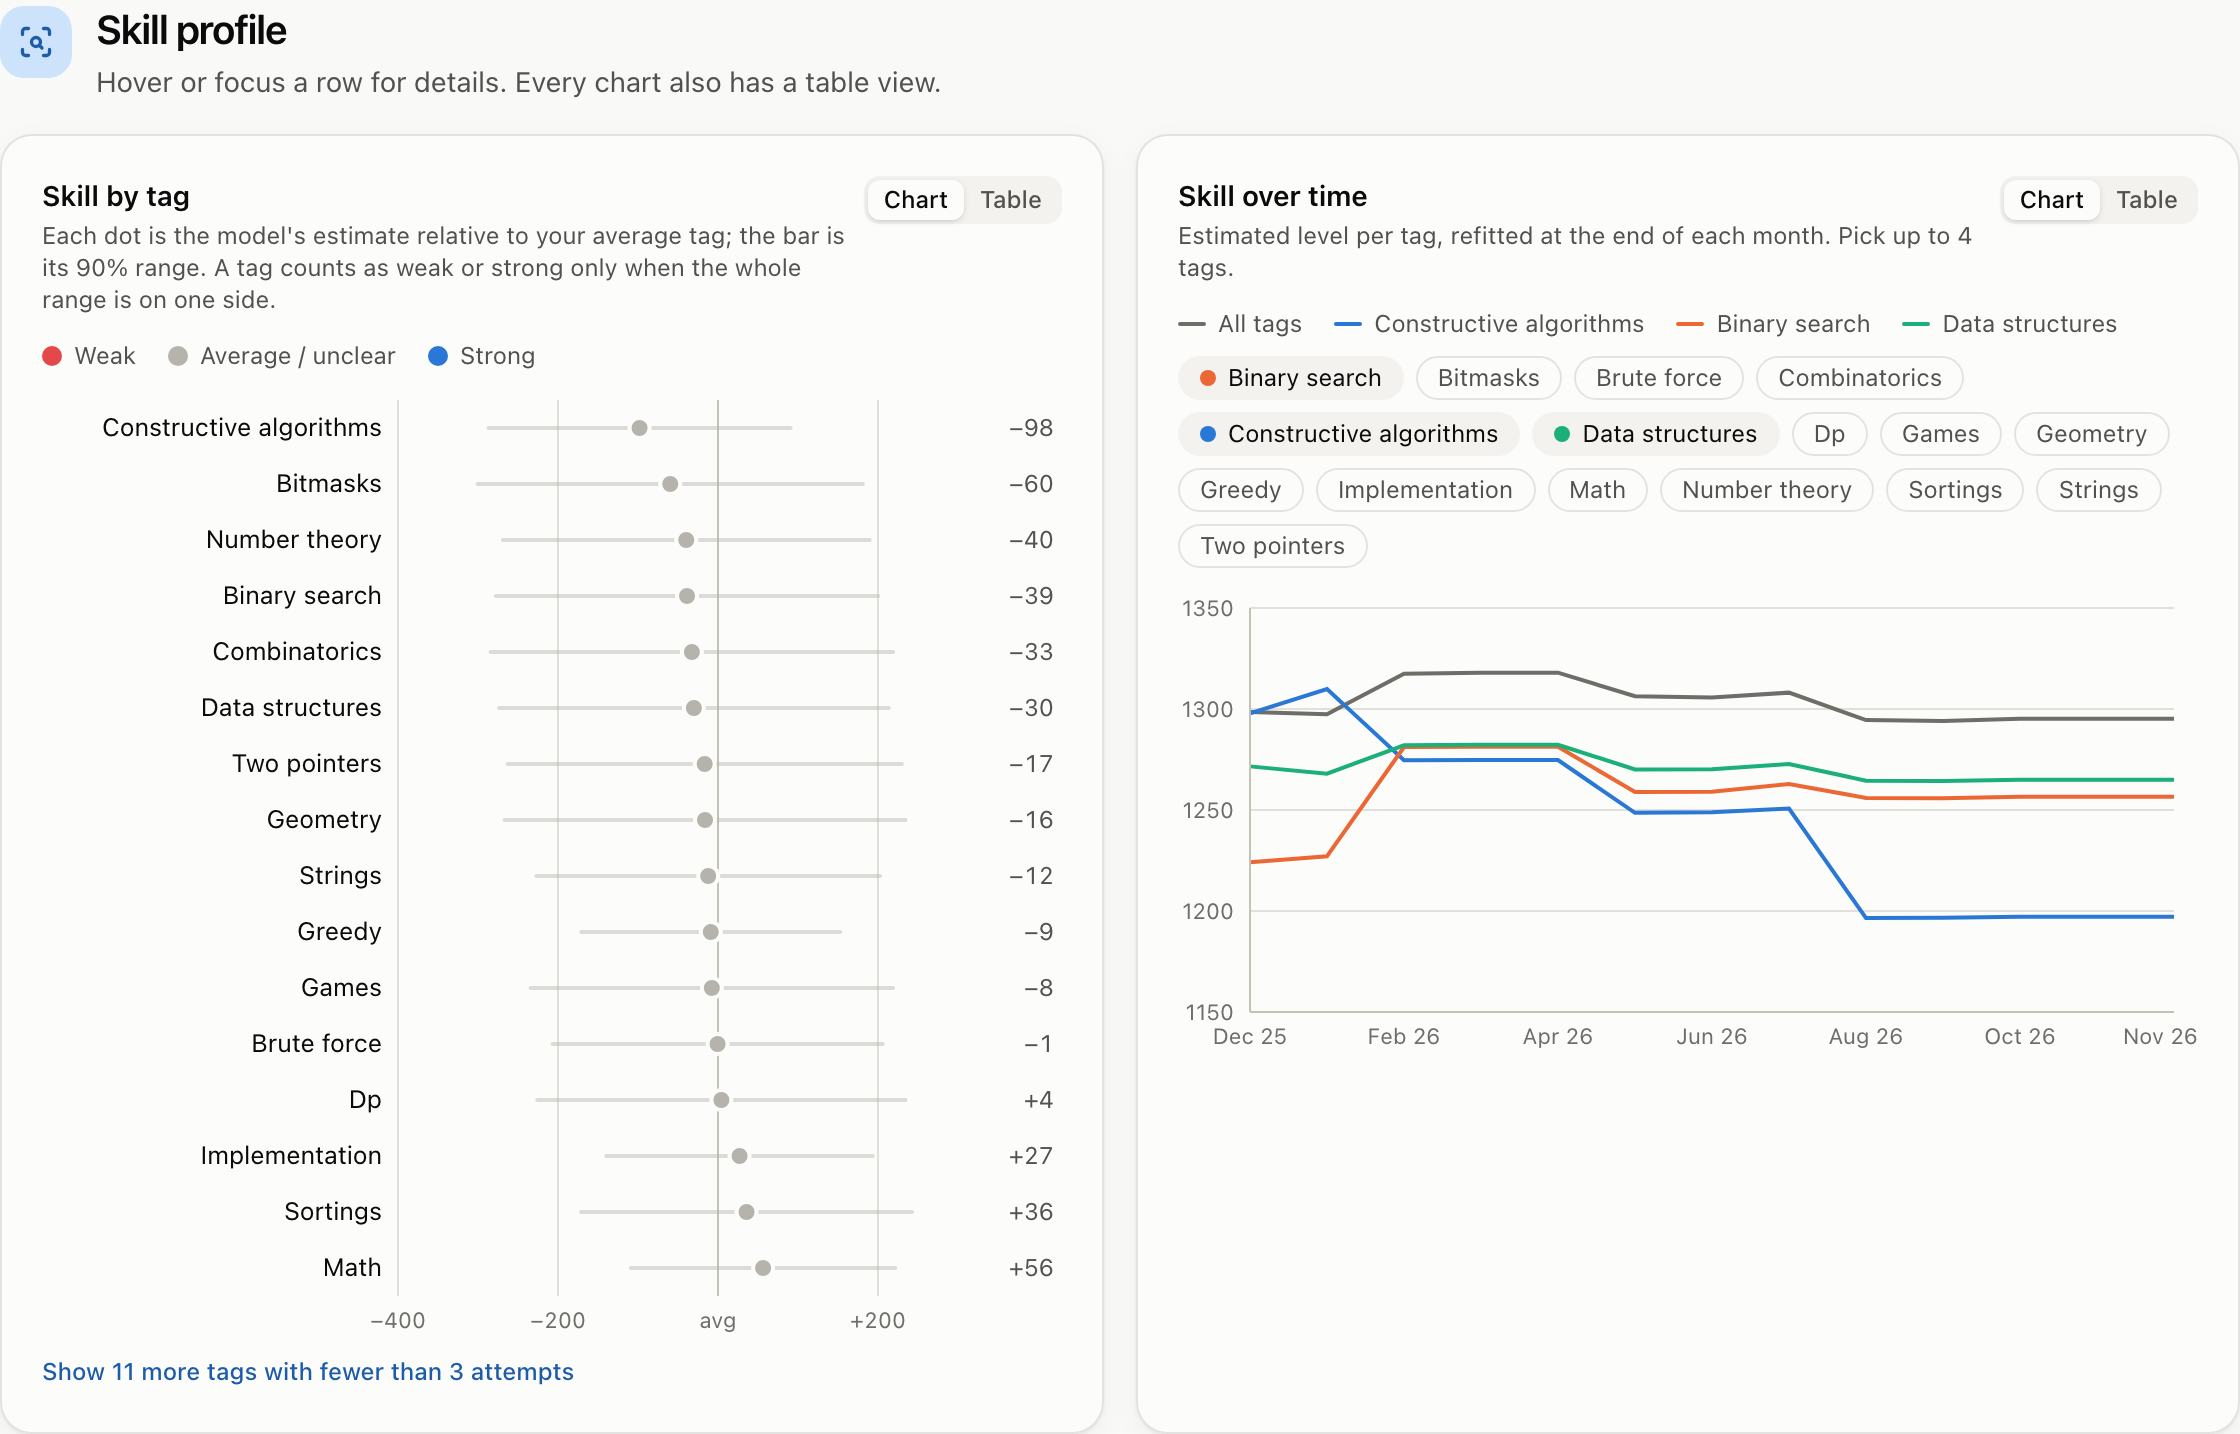 Skill profile
Hover or focus a row for details. Every chart also has a table view.
Skill by tag
Chart Table
Each dot is the model's estimate relative to your average tag; the bar is
its 90% range. A tag counts as weak or strong only when the whole
range is on one side.
Weak Average / unclear Strong
Constructive algorithms −98
Bitmasks −60
Number theory −40
Binary search −39
Combinatorics −33
Data structures −30
Two pointers −17
Geometry −16
Strings −12
Greedy −9
Games −8
Brute force −1
Dp +4
Implementation +27
Sortings +36
Math +56
−400 −200 avg +200
Show 11 more tags with fewer than 3 attempts
Skill over time
Chart Table
Estimated level per tag, refitted at the end of each month. Pick up to 4
tags.
All tags Constructive algorithms Binary search Data structures
Binary search Bitmasks Brute force Combinatorics
Constructive algorithms Data structures Dp Games Geometry
Greedy Implementation Math Number theory Sortings Strings
Two pointers
1350
1300
1250
1200
1150
Dec 25 Feb 26 Apr 26 Jun 26 Aug 26 Oct 26 Nov 26